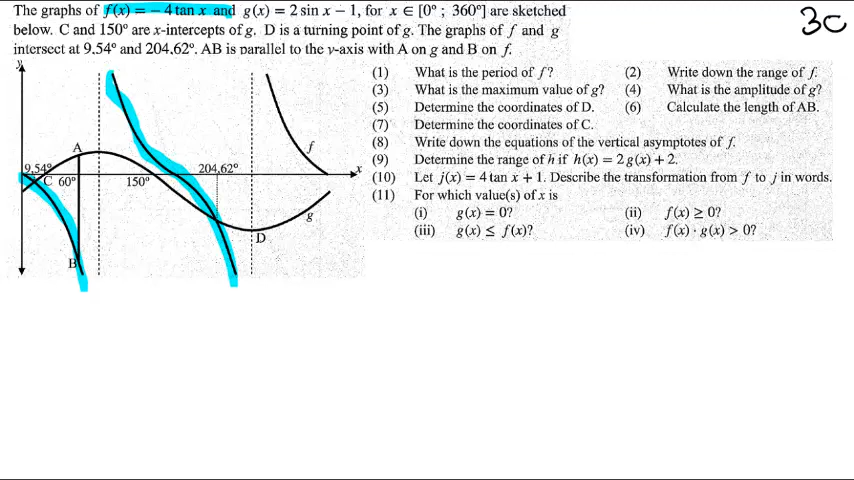 The graphs of f(x) = − 4 tan x and g(x) = 2 sin x − 1, for x ∈ [0° ; 360°] are sketched
below. C and 150° are x-intercepts of g. D is a turning point of g. The graphs of f and g
intersect at 9,54° and 204,62°. AB is parallel to the y-axis with A on g and B on f.
3C
y
A
9,54°
C 60°
150°
204,62°
x
f
g
D
B
(1) What is the period of f? (2) Write down the range of f.
(3) What is the maximum value of g? (4) What is the amplitude of g?
(5) Determine the coordinates of D. (6) Calculate the length of AB.
(7) Determine the coordinates of C.
(8) Write down the equations of the vertical asymptotes of f.
(9) Determine the range of h if h(x) = 2 g(x) + 2.
(10) Let j(x) = 4 tan x + 1. Describe the transformation from f to j in words.
(11) For which value(s) of x is
(i) g(x) = 0? (ii) f(x) ≥ 0?
(iii) g(x) ≤ f(x)? (iv) f(x) · g(x) > 0?